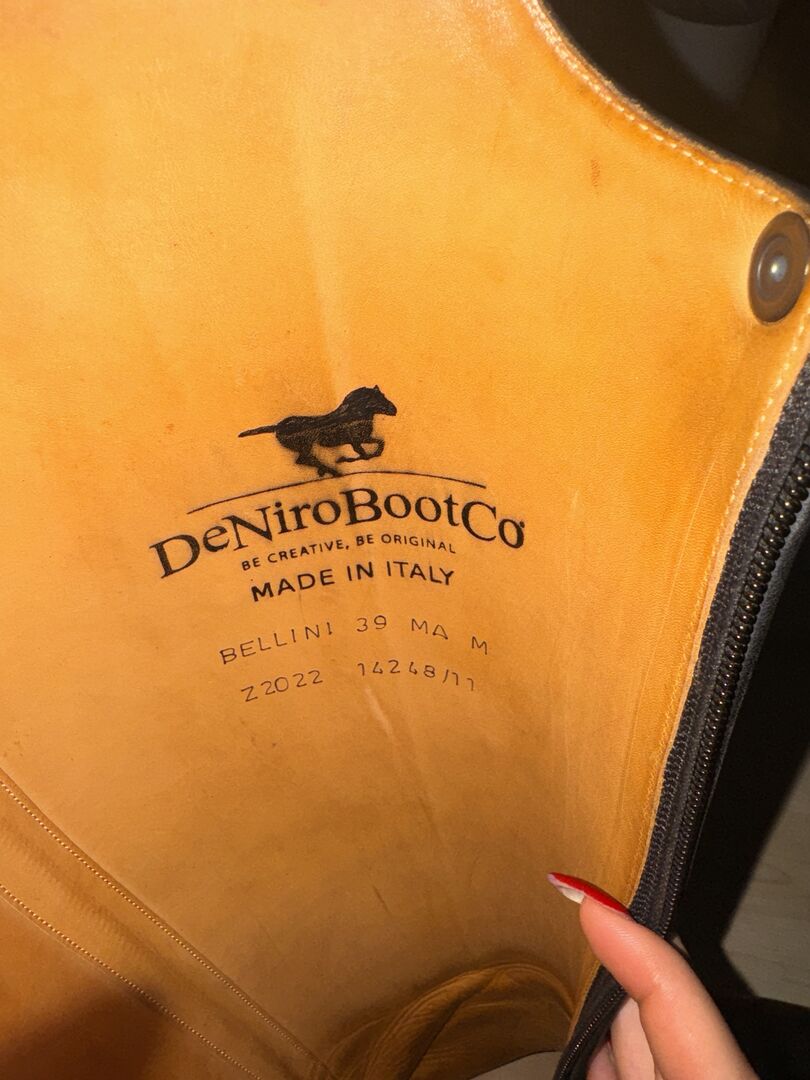 DeNiroBootCo
BE CREATIVE, BE ORIGINAL
MADE IN ITALY
BELLINI 39 MA M
Z2022 14248/11